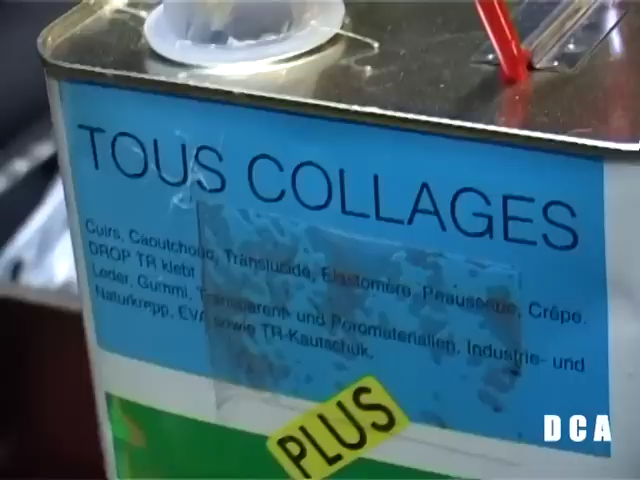 TOUS COLLAGES
Cuirs, Caoutchouc, Translucide, Elastomère, Peausserie, Crêpe.
DROP TR klebt
Leder, Gummi, Transparent- und Poromaterialien, Industrie- und
Naturkrepp, EVA sowie TR-Kautschuk.
PLUS
DCA